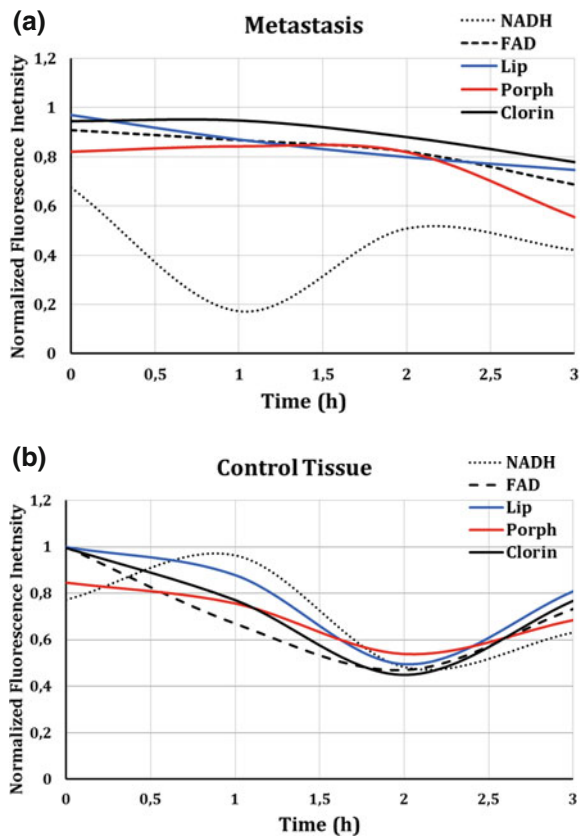 (a)
Metastasis
NADH
FAD
Lip
Porph
Clorin
Normalized Fluorescence Inetnsity
1,2
1
0,8
0,6
0,4
0,2
0
0
0,5
1
1,5
2
2,5
3
Time (h)
(b)
Control Tissue
NADH
FAD
Lip
Porph
Clorin
Normalized Fluorescence Inetnsity
1,2
1
0,8
0,6
0,4
0,2
0
0
0,5
1
1,5
2
2,5
3
Time (h)